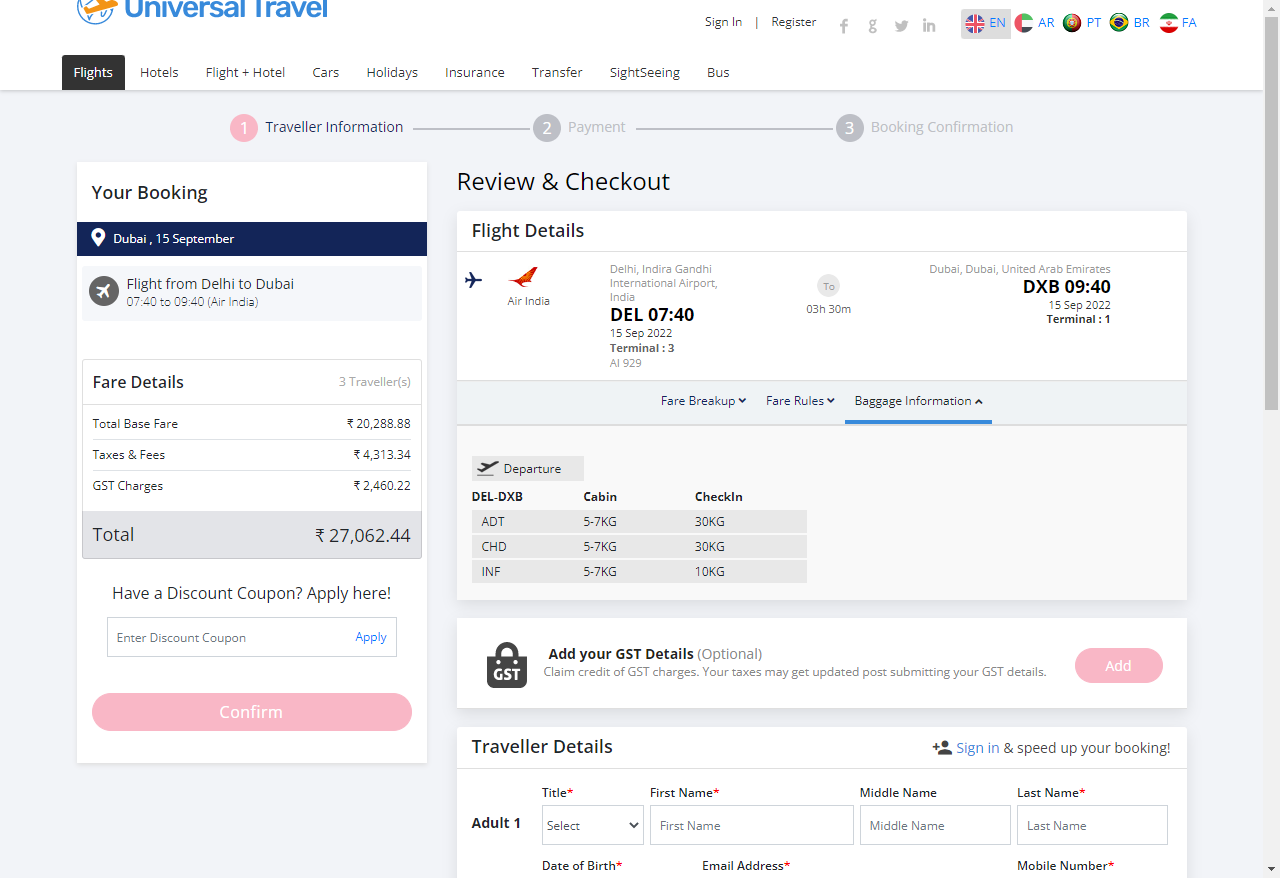 Universal Travel
Sign In | Register
EN AR PT BR FA
Flights Hotels Flight + Hotel Cars Holidays Insurance Transfer SightSeeing Bus
1 Traveller Information 2 Payment 3 Booking Confirmation
Your Booking
Dubai , 15 September
Flight from Delhi to Dubai
07:40 to 09:40 (Air India)
Fare Details 3 Traveller(s)
Total Base Fare ₹ 20,288.88
Taxes & Fees ₹ 4,313.34
GST Charges ₹ 2,460.22
Total ₹ 27,062.44
Have a Discount Coupon? Apply here!
Enter Discount Coupon Apply
Confirm
Review & Checkout
Flight Details
Air India
Delhi, Indira Gandhi
International Airport,
India
DEL 07:40
15 Sep 2022
Terminal : 3
AI 929
To
03h 30m
Dubai, Dubai, United Arab Emirates
DXB 09:40
15 Sep 2022
Terminal : 1
Fare Breakup Fare Rules Baggage Information
Departure
DEL-DXB Cabin CheckIn
ADT 5-7KG 30KG
CHD 5-7KG 30KG
INF 5-7KG 10KG
GST
Add your GST Details (Optional)
Claim credit of GST charges. Your taxes may get updated post submitting your GST details.
Add
Traveller Details Sign in & speed up your booking!
Title* First Name* Middle Name Last Name*
Adult 1 Select First Name Middle Name Last Name
Date of Birth* Email Address* Mobile Number*